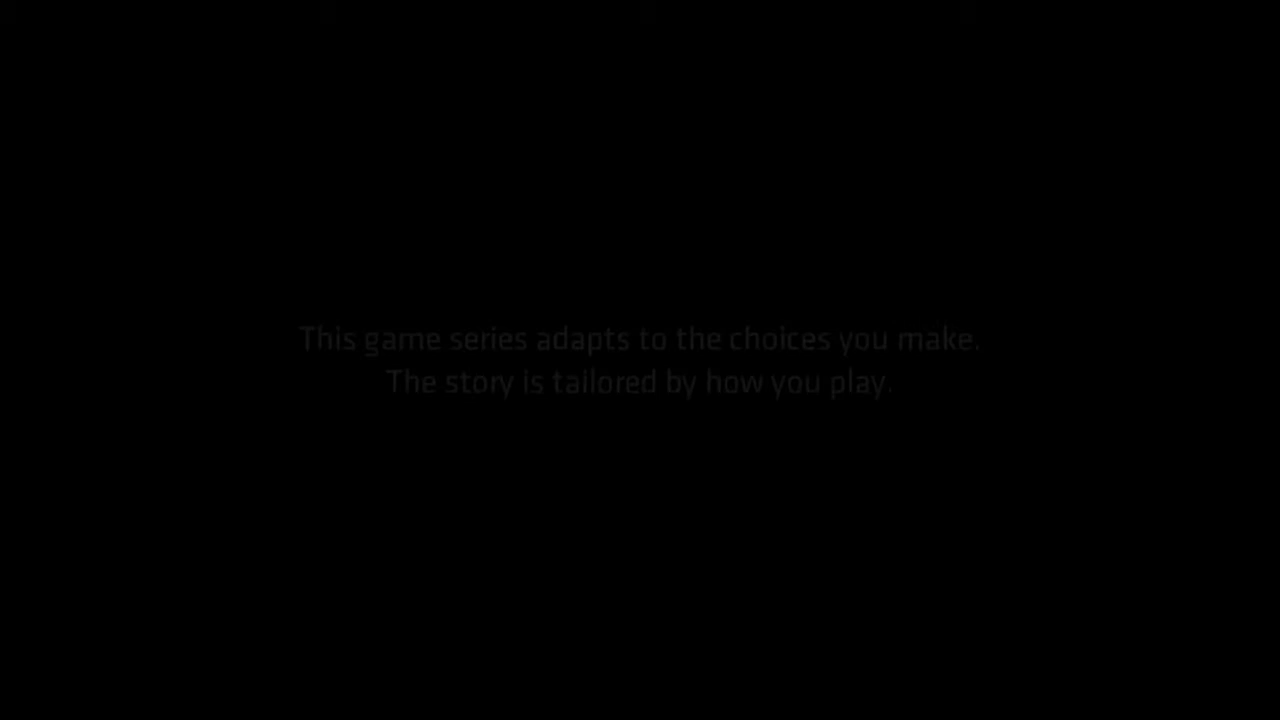 This game series adapts to the choices you make.
The story is tailored by how you play.